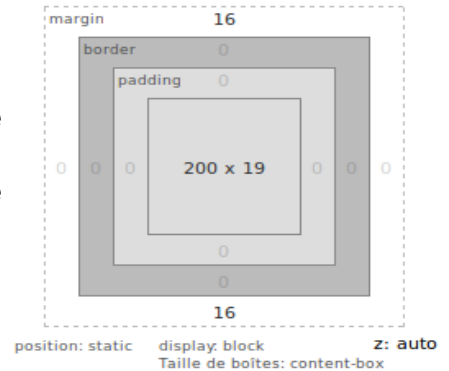 margin 16
border 0
padding 0
0 0 0 200 x 19 0 0 0
0
0
16
position: static display: block z: auto
Taille de boîtes: content-box